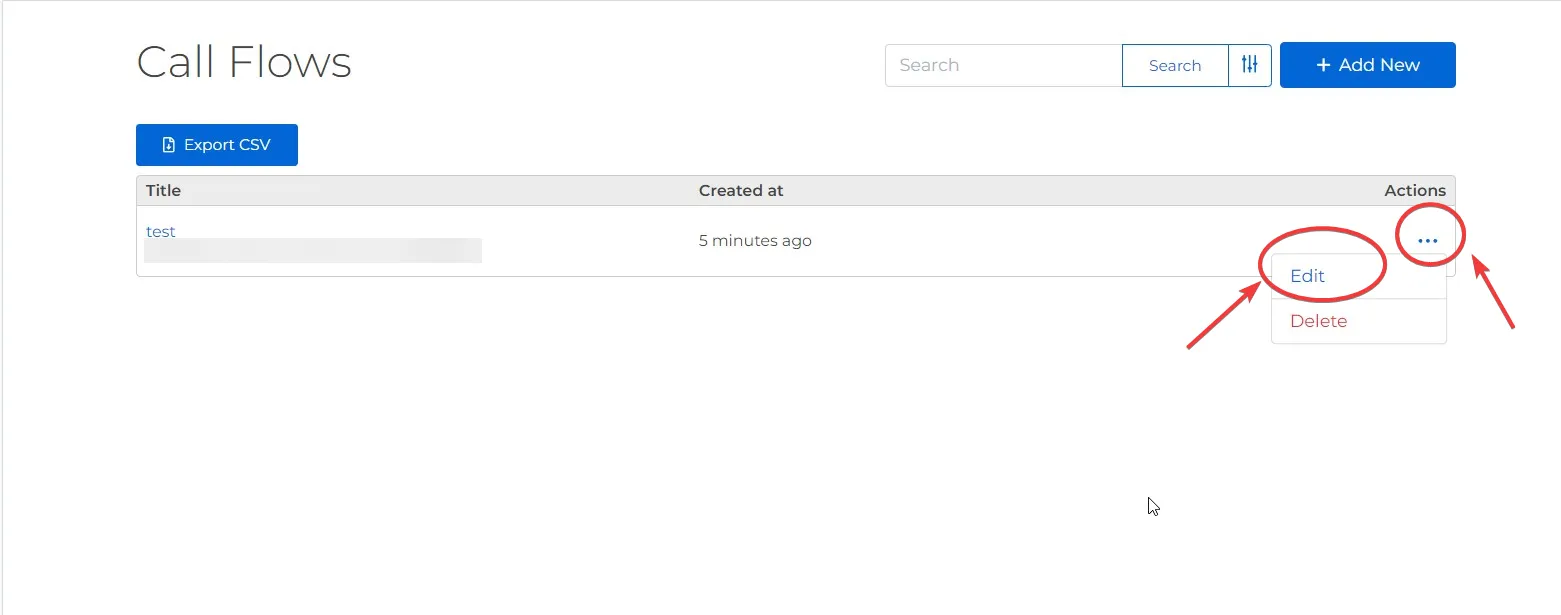 Call Flows
Search
Search
+ Add New
Export CSV
Title Created at Actions
test
5 minutes ago
...
Edit
Delete